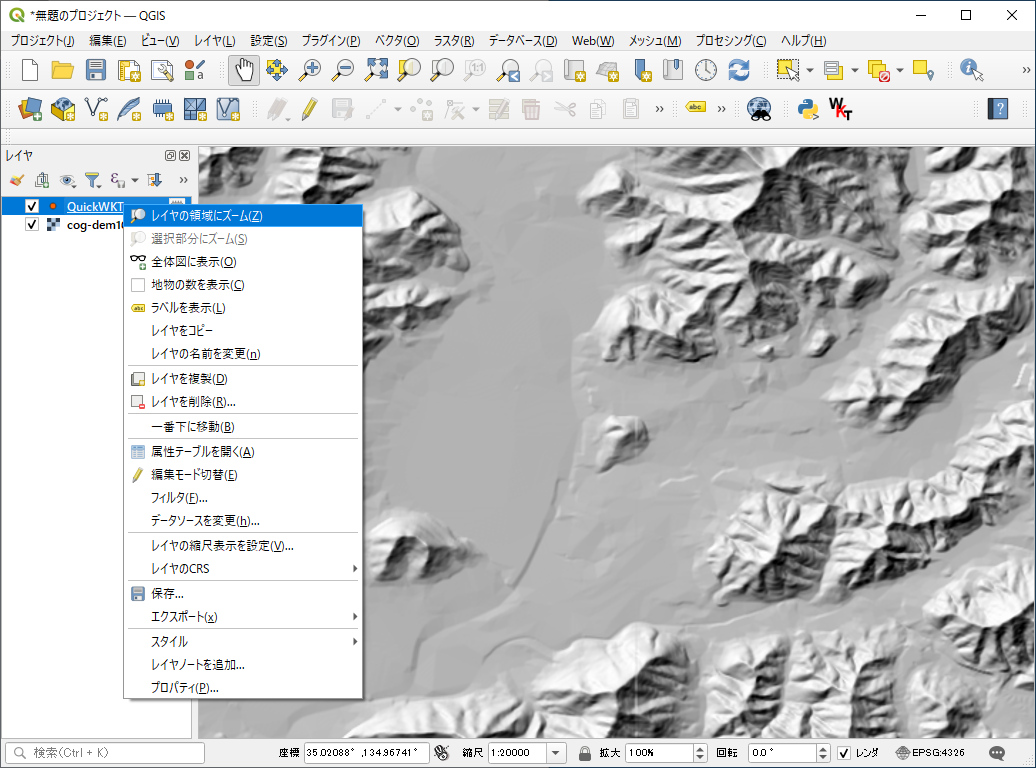 *無題のプロジェクト — QGIS
プロジェクト(J) 編集(E) ビュー(V) レイヤ(L) 設定(S) プラグイン(P) ベクタ(O) ラスタ(R) データベース(D) Web(W) メッシュ(M) プロセシング(C) ヘルプ(H)
a
1:1
»
abc
»
»
WKT
?
レイヤ
ε
»
QuickWKT
cog-dem1
レイヤの領域にズーム(Z)
選択部分にズーム(S)
全体図に表示(O)
地物の数を表示(C)
abc ラベルを表示(L)
レイヤをコピー
レイヤの名前を変更(n)
レイヤを複製(D)
レイヤを削除(R)...
一番下に移動(B)
属性テーブルを開く(A)
編集モード切替(E)
フィルタ(F)...
データソースを変更(h)...
レイヤの縮尺表示を設定(V)...
レイヤのCRS
保存...
エクスポート(x)
スタイル
レイヤノートを追加...
プロパティ(P)...
検索(Ctrl + K) 座標 35.02088° ,134.96741° 縮尺 1:20000 拡大 100% 回転 0.0 ° レンダ EPSG:4326